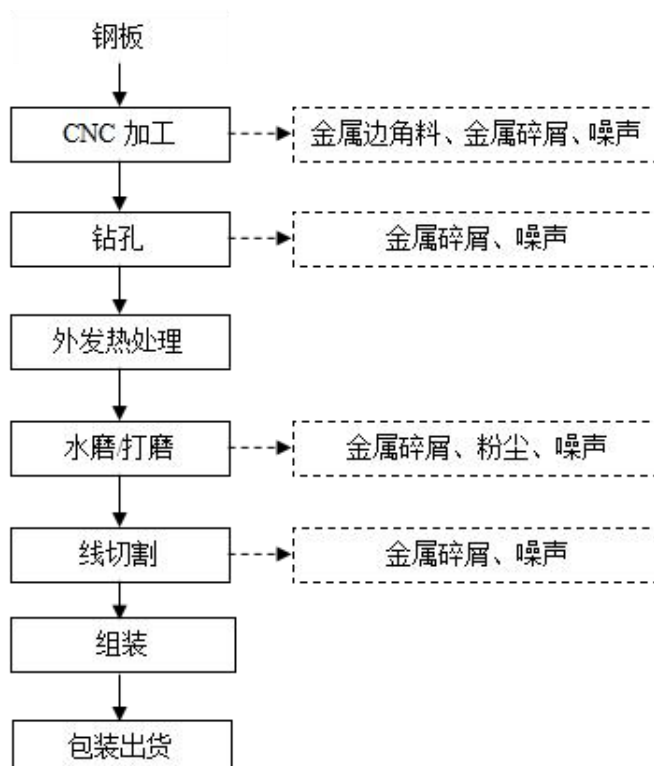 钢板
CNC 加工
金属边角料、金属碎屑、噪声
钻孔
金属碎屑、噪声
外发热处理
水磨/打磨
金属碎屑、粉尘、噪声
线切割
金属碎屑、噪声
组装
包装出货